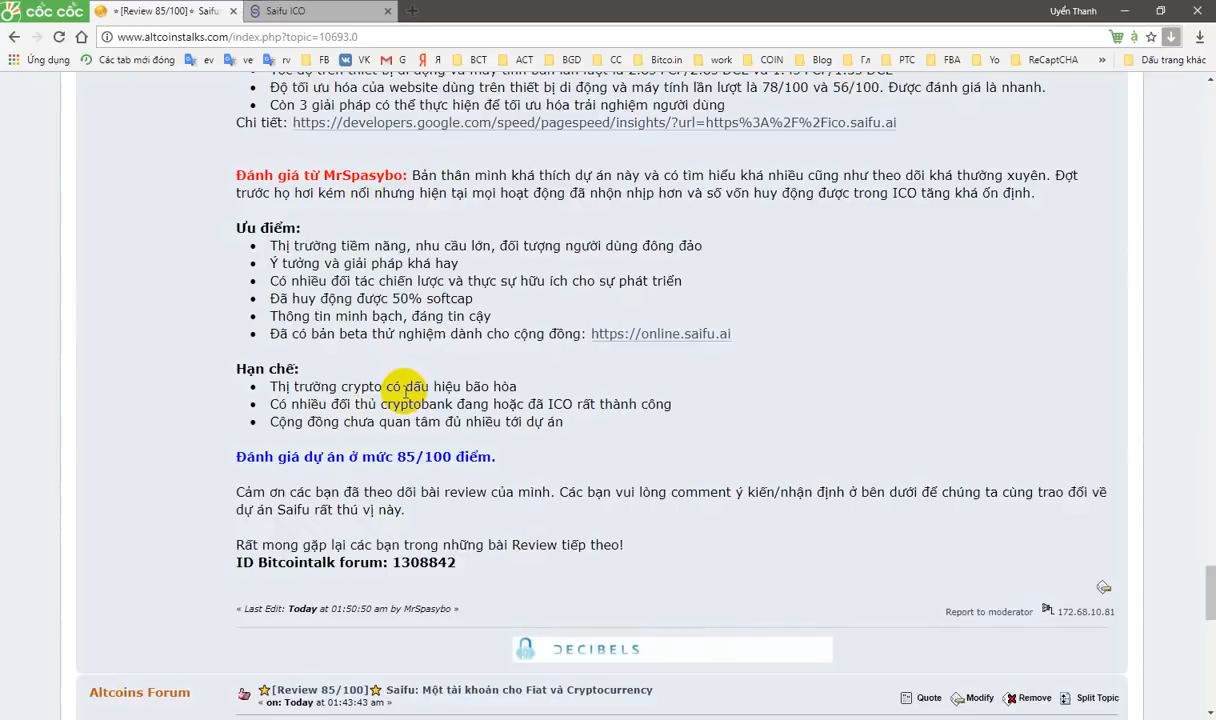 cốc cốc
⭐[Review 85/100]⭐ Saifu
Saifu ICO
Uyển Thanh
www.altcoinstalks.com/index.php?topic=10693.0
Ứng dụng Các tab mới đóng ev ve rv FB VK G Я BCT ACT BGD CC Bitco.in work COIN Blog Гл PTC FBA Yo ReCaptCHA » Dấu trang khác
Độ tối ưu hóa của website dùng trên thiết bị di động và máy tính lần lượt là 78/100 và 56/100. Được đánh giá là nhanh.
Còn 3 giải pháp có thể thực hiện để tối ưu hóa trải nghiệm người dùng
Chi tiết: https://developers.google.com/speed/pagespeed/insights/?url=https%3A%2F%2Fico.saifu.ai
Đánh giá từ MrSpasybo: Bản thân mình khá thích dự án này và có tìm hiểu khá nhiều cũng như theo dõi khá thường xuyên. Đợt
trước họ hơi kém nổi nhưng hiện tại mọi hoạt động đã nhộn nhịp hơn và số vốn huy động được trong ICO tăng khá ổn định.
Ưu điểm:
Thị trường tiềm năng, nhu cầu lớn, đối tượng người dùng đông đảo
Ý tưởng và giải pháp khá hay
Có nhiều đối tác chiến lược và thực sự hữu ích cho sự phát triển
Đã huy động được 50% softcap
Thông tin minh bạch, đáng tin cậy
Đã có bản beta thử nghiệm dành cho cộng đồng: https://online.saifu.ai
Hạn chế:
Thị trường crypto có dấu hiệu bão hòa
Có nhiều đối thủ cryptobank đang hoặc đã ICO rất thành công
Cộng đồng chưa quan tâm đủ nhiều tới dự án
Đánh giá dự án ở mức 85/100 điểm.
Cảm ơn các bạn đã theo dõi bài review của mình. Các bạn vui lòng comment ý kiến/nhận định ở bên dưới để chúng ta cùng trao đổi về
dự án Saifu rất thú vị này.
Rất mong gặp lại các bạn trong những bài Review tiếp theo!
ID Bitcointalk forum: 1308842
« Last Edit: Today at 01:50:50 am by MrSpasybo »
Report to moderator 172.68.10.81
DECIBELS
Altcoins Forum
⭐[Review 85/100]⭐ Saifu: Một tài khoản cho Fiat và Cryptocurrency
« on: Today at 01:43:43 am »
Quote Modify Remove Split Topic